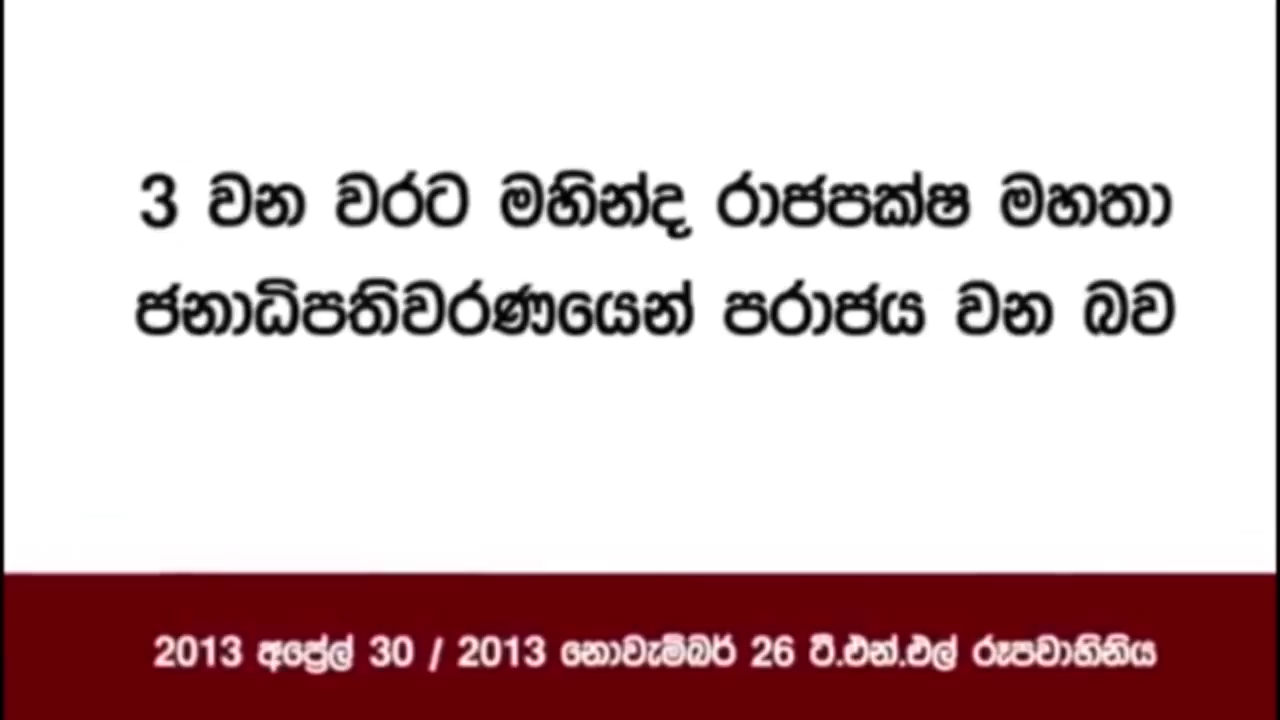 3 වන වරට මහින්ද රාජපක්ෂ මහතා
ජනාධිපතිවරණයෙන් පරාජය වන බව
2013 අප්‍රේල් 30 / 2013 නොවැම්බර් 26 ටී.එන්.එල් රූපවාහිනිය